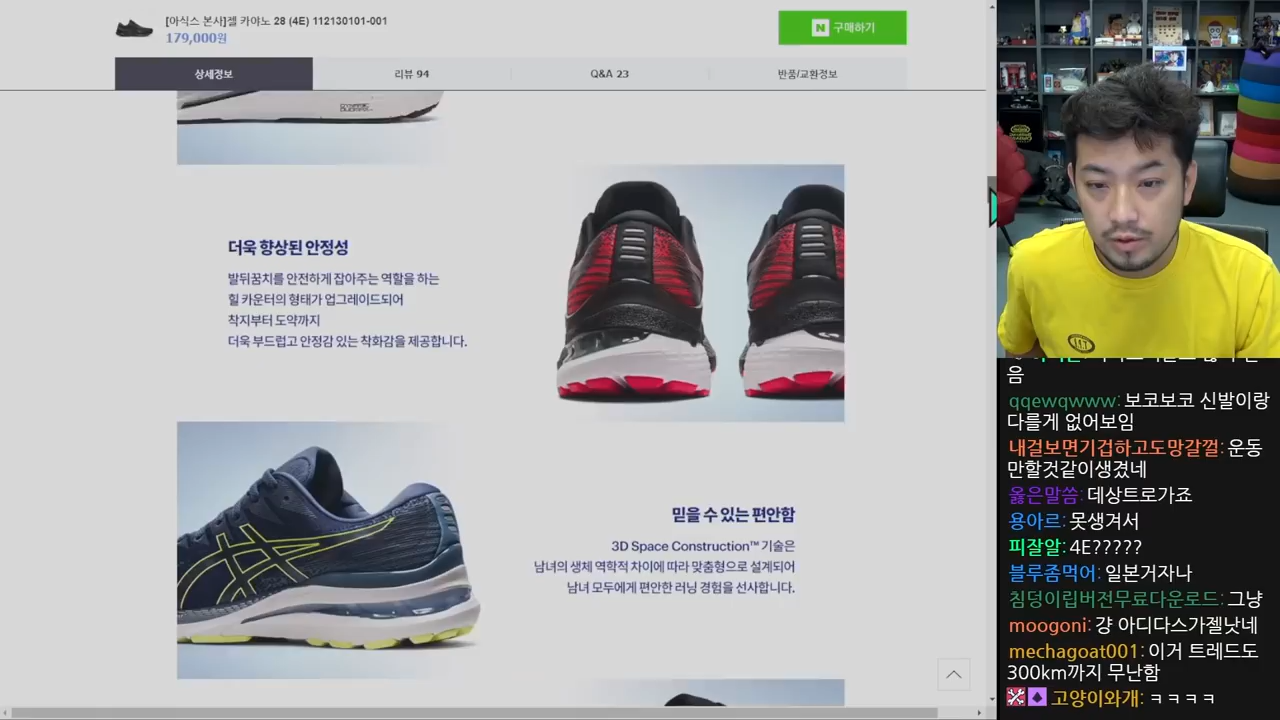 [아식스 본사]젤 카야노 28 (4E) 112130101-001
179,000원
N 구매하기
상세정보
리뷰 94
Q&A 23
반품/교환정보
더욱 향상된 안정성
발뒤꿈치를 안전하게 잡아주는 역할을 하는
힐 카운터의 형태가 업그레이드되어
착지부터 도약까지
더욱 부드럽고 안정감 있는 착화감을 제공합니다.
믿을 수 있는 편안함
3D Space Construction™ 기술은
남녀의 생체 역학적 차이에 따라 맞춤형으로 설계되어
남녀 모두에게 편안한 러닝 경험을 선사합니다.
음
qqewqwww: 보코보코 신발이랑
다를게 없어보임
내걸보면기겁하고도망갈껄: 운동
만할것같이생겼네
옳은말씀: 데상트로가죠
용아르: 못생겨서
피잘알: 4E?????
블루좀먹어: 일본거자나
침덩이립버전무료다운로드: 그냥
moogoni: 걍 아디다스가젤낫네
mechagoat001: 이거 트레드도
300km까지 무난함
고양이와개: ㅋㅋㅋㅋ